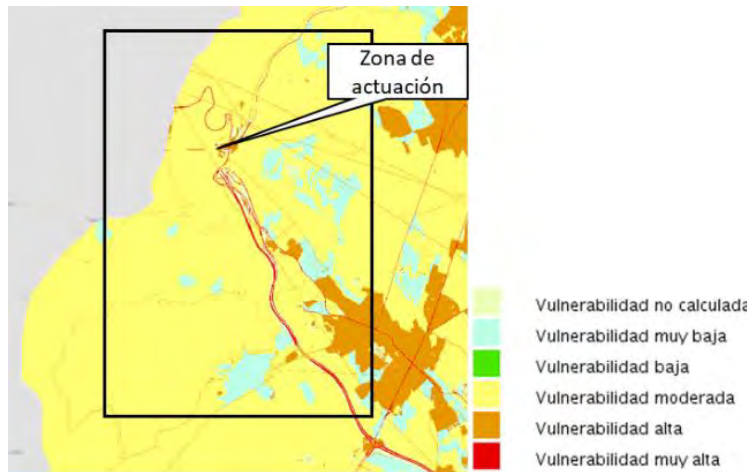 Zona de
actuación
Vulnerabilidad no calculada
Vulnerabilidad muy baja
Vulnerabilidad baja
Vulnerabilidad moderada
Vulnerabilidad alta
Vulnerabilidad muy alta